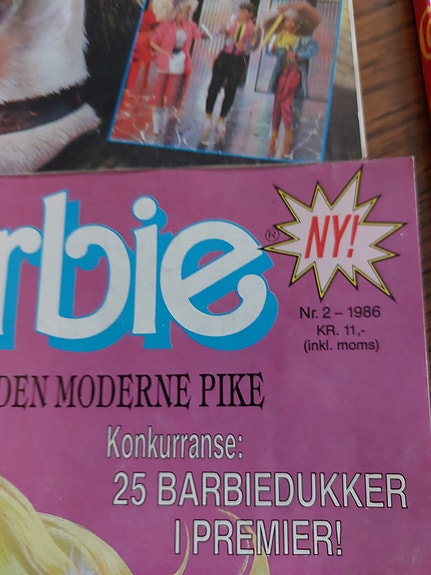 rbie®
NY!
Nr. 2 – 1986
KR. 11,-
(inkl. moms)
DEN MODERNE PIKE
Konkurranse:
25 BARBIEDUKKER
I PREMIER!